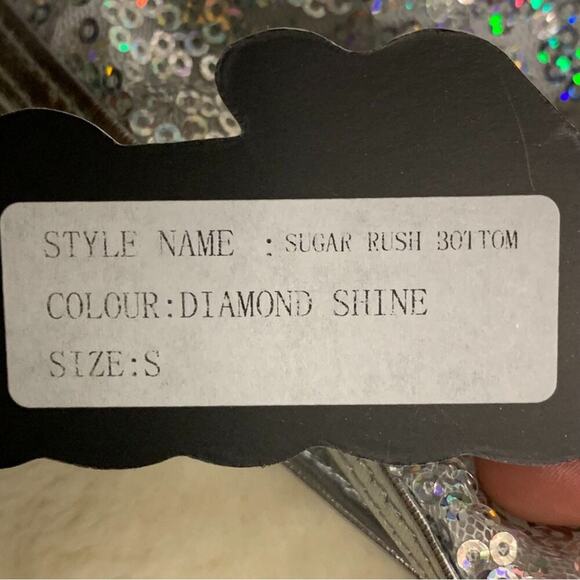 STYLE NAME : SUGAR RUSH BOTTOM
COLOUR:DIAMOND SHINE
SIZE:S